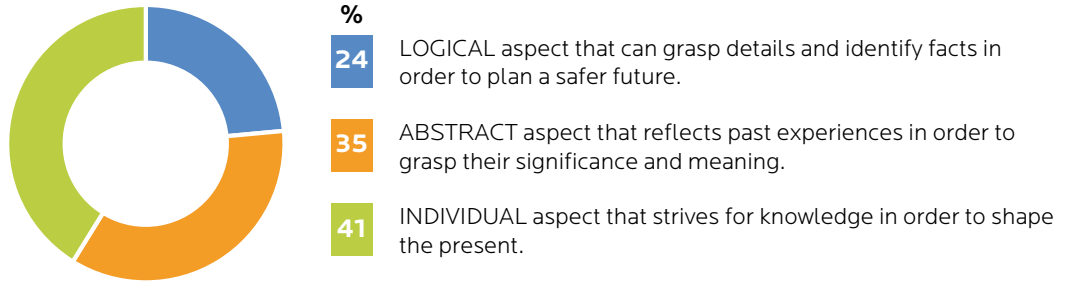 %
24
LOGICAL aspect that can grasp details and identify facts in
order to plan a safer future.
35
ABSTRACT aspect that reflects past experiences in order to
grasp their significance and meaning.
41
INDIVIDUAL aspect that strives for knowledge in order to shape
the present.